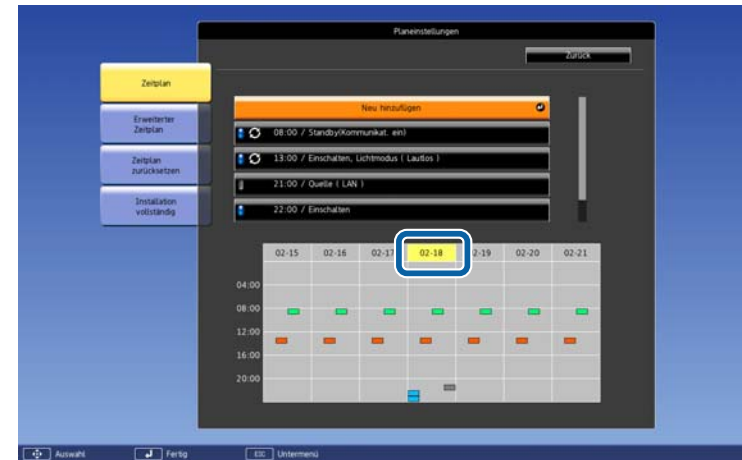 Planeinstellungen
Zurück
Zeitplan
Erweiterter
Zeitplan
Zeitplan
zurücksetzen
Installation
vollständig
Neu hinzufügen
08:00 / Standby(Kommunikat. ein)
13:00 / Einschalten, Lichtmodus ( Lautlos )
21:00 / Quelle ( LAN )
22:00 / Einschalten
02-15 02-16 02-17 02-18 02-19 02-20 02-21
04:00
08:00
12:00
16:00
20:00
Auswahl Fertig ESC Untermenü